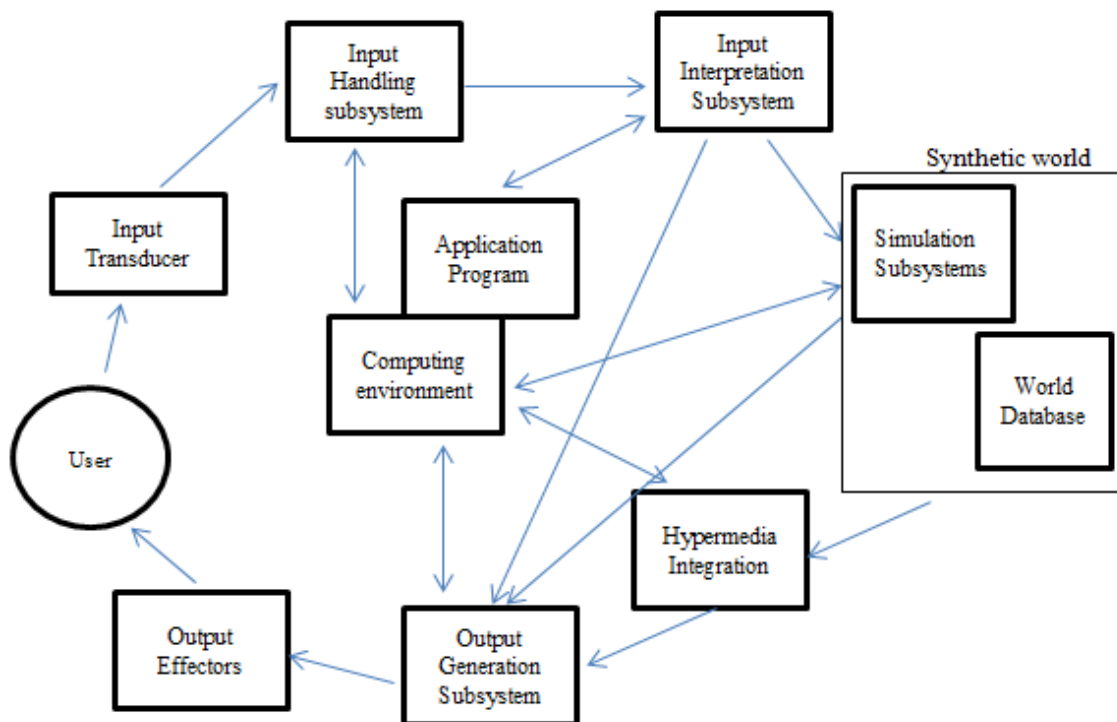 Input
Handling
subsystem
Input
Interpretation
Subsystem
Synthetic world
Input
Transducer
Application
Program
Simulation
Subsystems
Computing
environment
World
Database
User
Hypermedia
Integration
Output
Effectors
Output
Generation
Subsystem